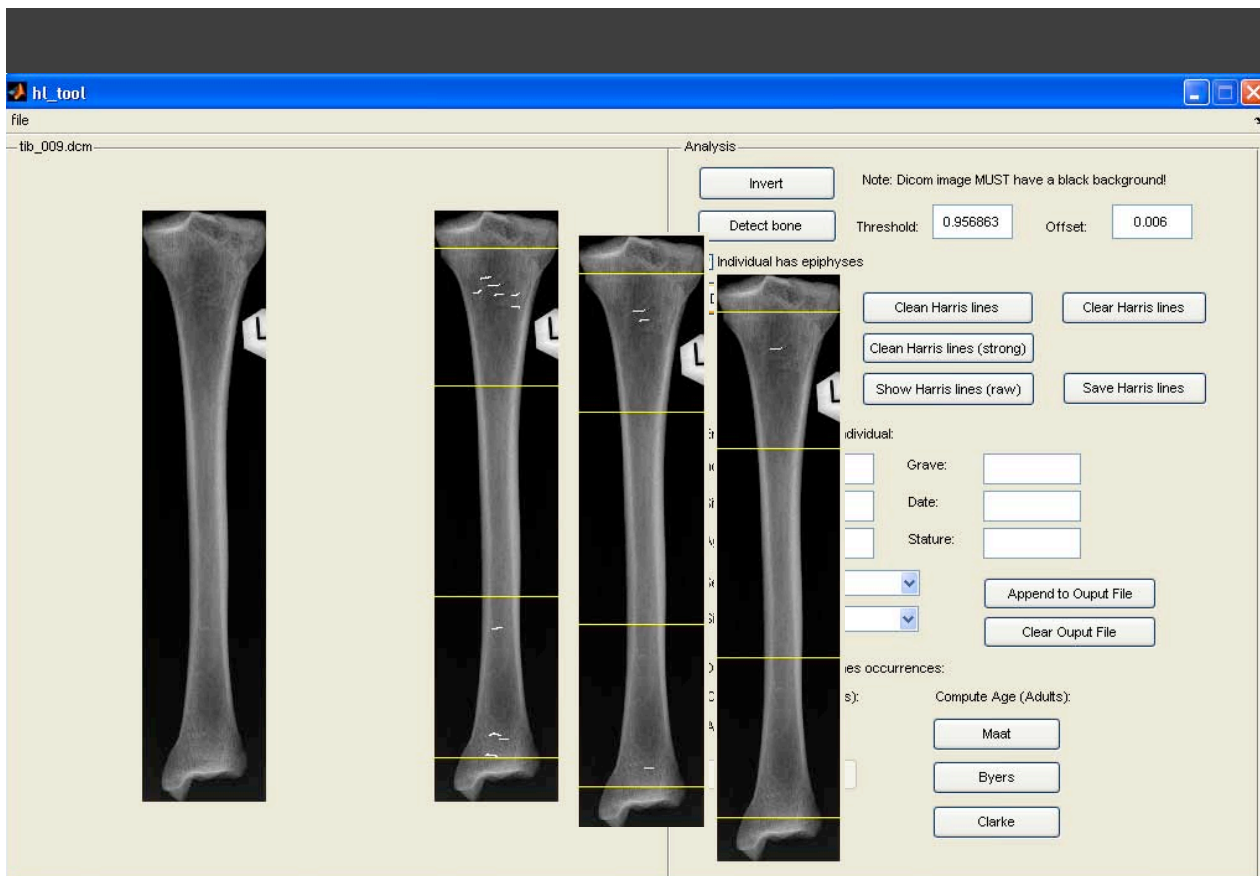 hl_tool
file
tib_009.dcm
Analysis
Invert
Note: Dicom image MUST have a black background!
Detect bone
Threshold:
0.956863
Offset:
0.006
Individual has epiphyses
Clean Harris lines
Clear Harris lines
Clean Harris lines (strong)
Show Harris lines (raw)
Save Harris lines
L
L
L
L
Grave:
Date:
Stature:
Append to Ouput File
Clear Ouput File
Compute Age (Adults):
Maat
Byers
Clarke